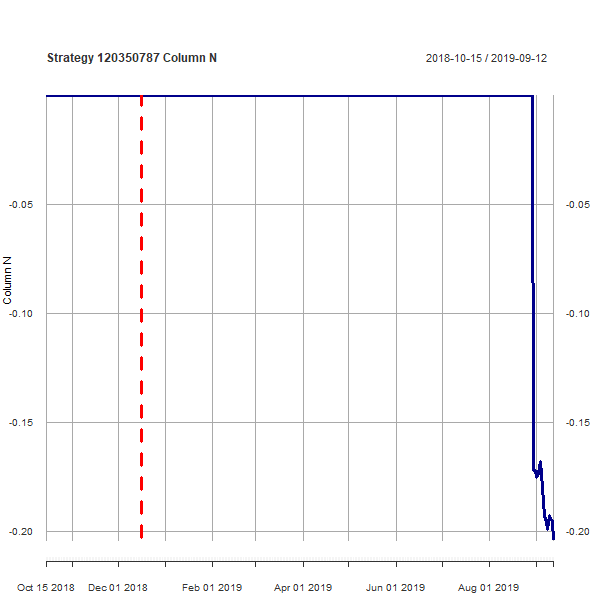 Strategy 120350787 Column N
2018-10-15 / 2019-09-12
Column N
-0.05
-0.05
-0.10
-0.10
-0.15
-0.15
-0.20
-0.20
Oct 15 2018
Dec 01 2018
Feb 01 2019
Apr 01 2019
Jun 01 2019
Aug 01 2019